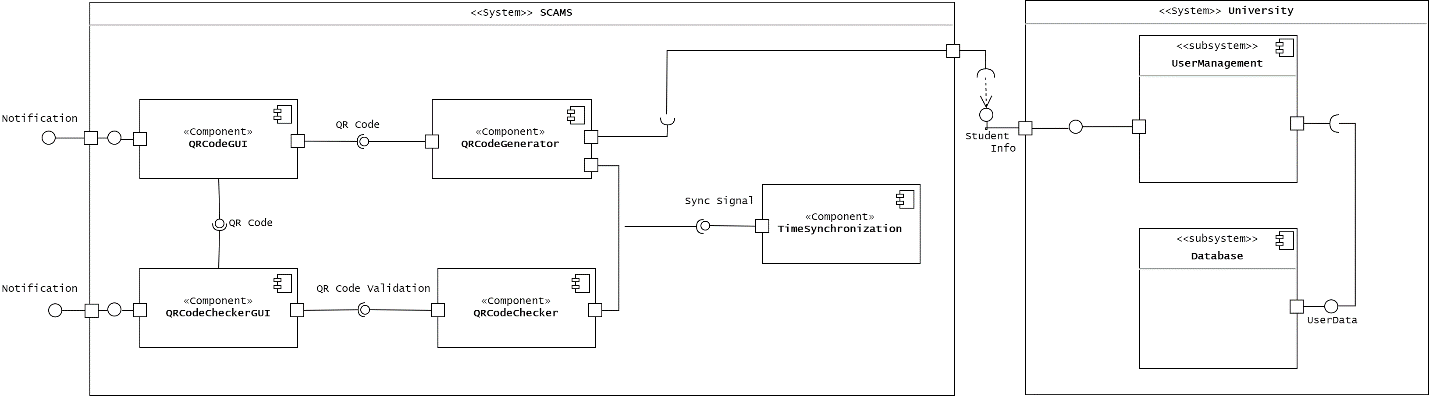 <<System>> SCAMS
<<System>> University
<<subsystem>>
UserManagement
Notification
«Component»
QRCodeGUI
QR Code
«Component»
QRCodeGenerator
Student
Info
Sync Signal
«Component»
TimeSynchronization
QR Code
<<subsystem>>
Database
Notification
«Component»
QRCodeCheckerGUI
QR Code Validation
«Component»
QRCodeChecker
UserData